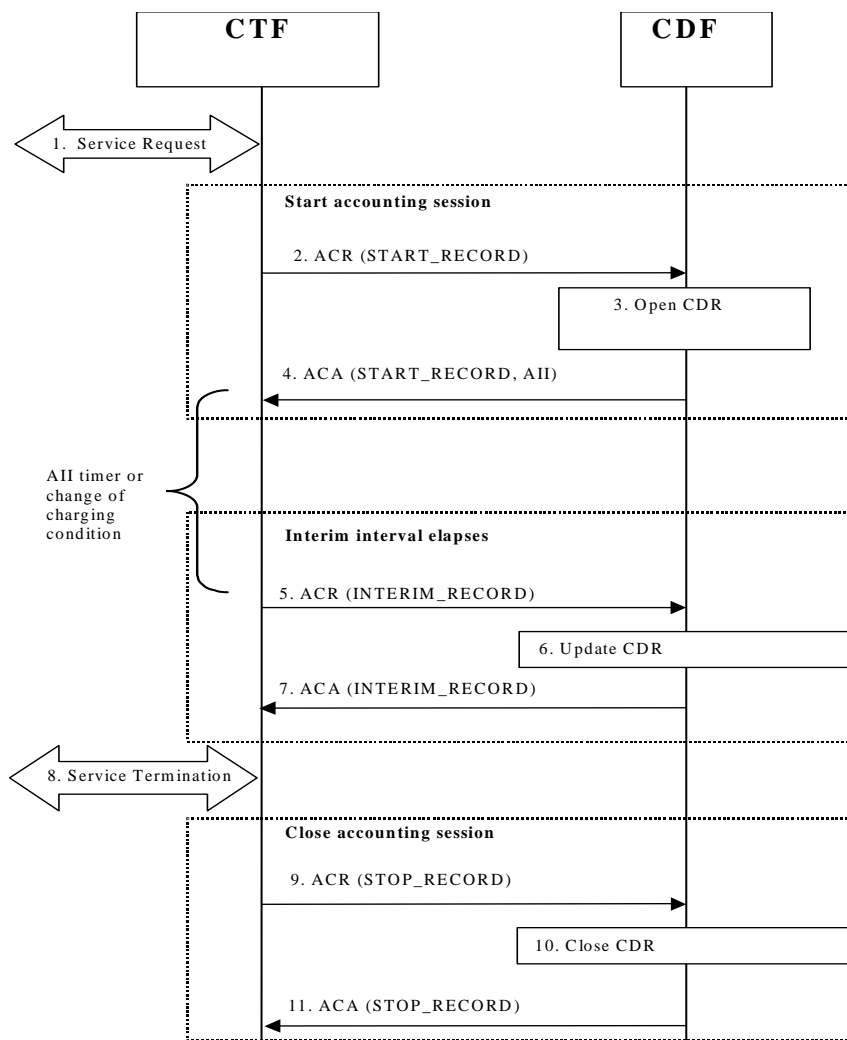 CTF
CDF
1. Service Request
Start accounting session
2. ACR (START_RECORD)
3. Open CDR
4. ACA (START_RECORD, AII)
AII timer or
change of
charging
condition
Interim interval elapses
5. ACR (INTERIM_RECORD)
6. Update CDR
7. ACA (INTERIM_RECORD)
8. Service Termination
Close accounting session
9. ACR (STOP_RECORD)
10. Close CDR
11. ACA (STOP_RECORD)